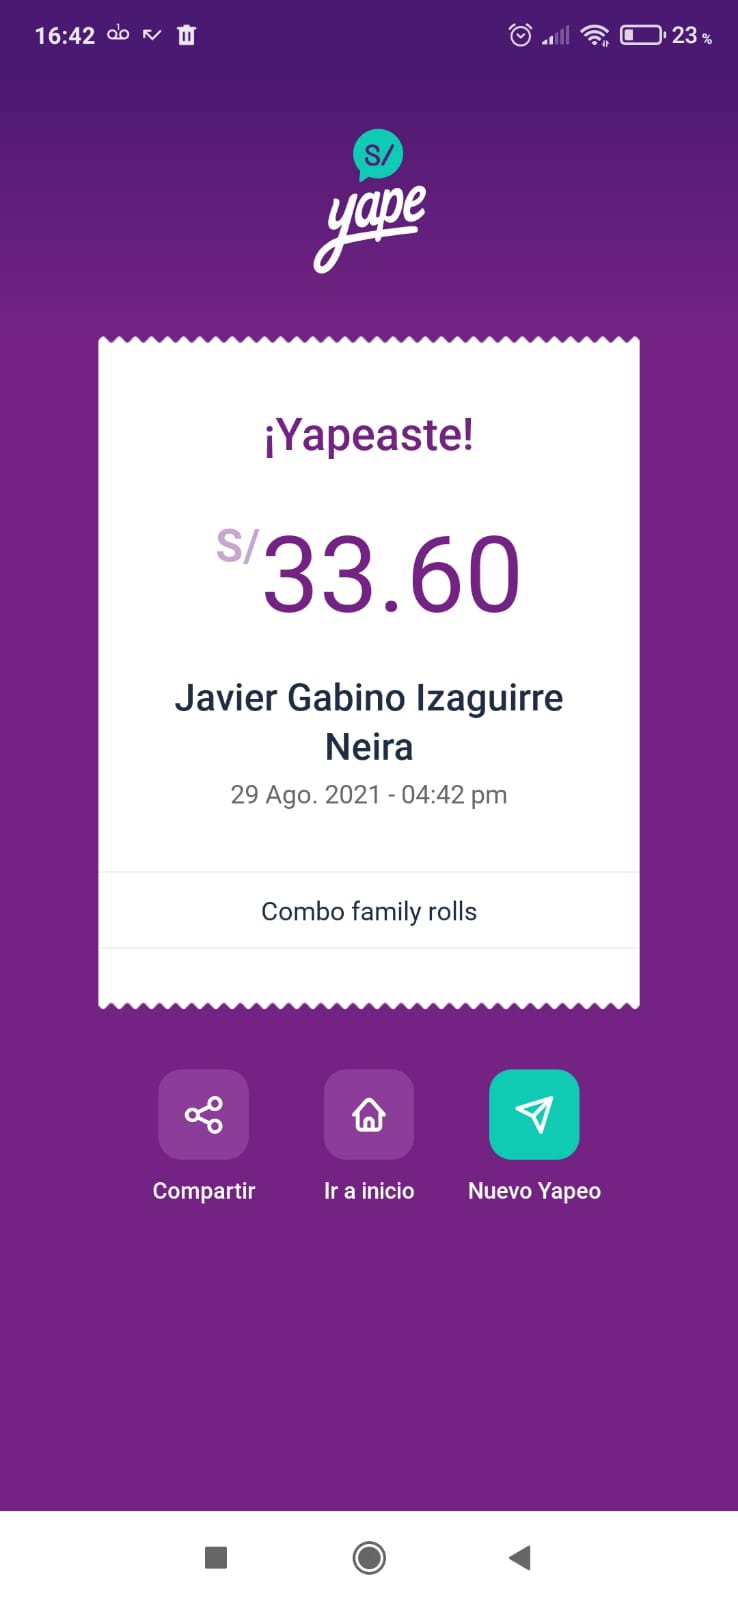 16:42
23 %
S/
yape
¡Yapeaste!
S/33.60
Javier Gabino Izaguirre
Neira
29 Ago. 2021 - 04:42 pm
Combo family rolls
Compartir
Ir a inicio
Nuevo Yapeo